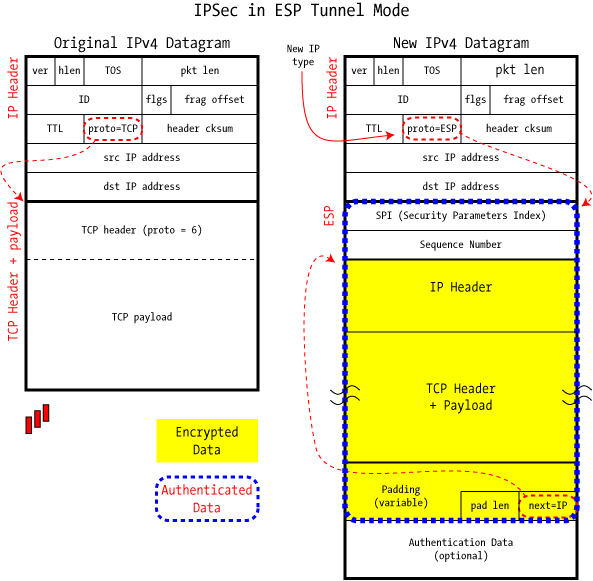 IPSec in ESP Tunnel Mode
Original IPv4 Datagram
IP Header
ver hlen TOS pkt len
ID flgs frag offset
TTL proto=TCP header cksum
src IP address
dst IP address
TCP Header + payload
TCP header (proto = 6)
TCP payload
Encrypted
Data
Authenticated
Data
New IPv4 Datagram
New IP
type
IP Header
ver hlen TOS pkt len
ID flgs frag offset
TTL proto=ESP header cksum
src IP address
dst IP address
ESP
SPI (Security Parameters Index)
Sequence Number
IP Header
TCP Header
+ Payload
Padding
(variable)
pad len next=IP
Authentication Data
(optional)